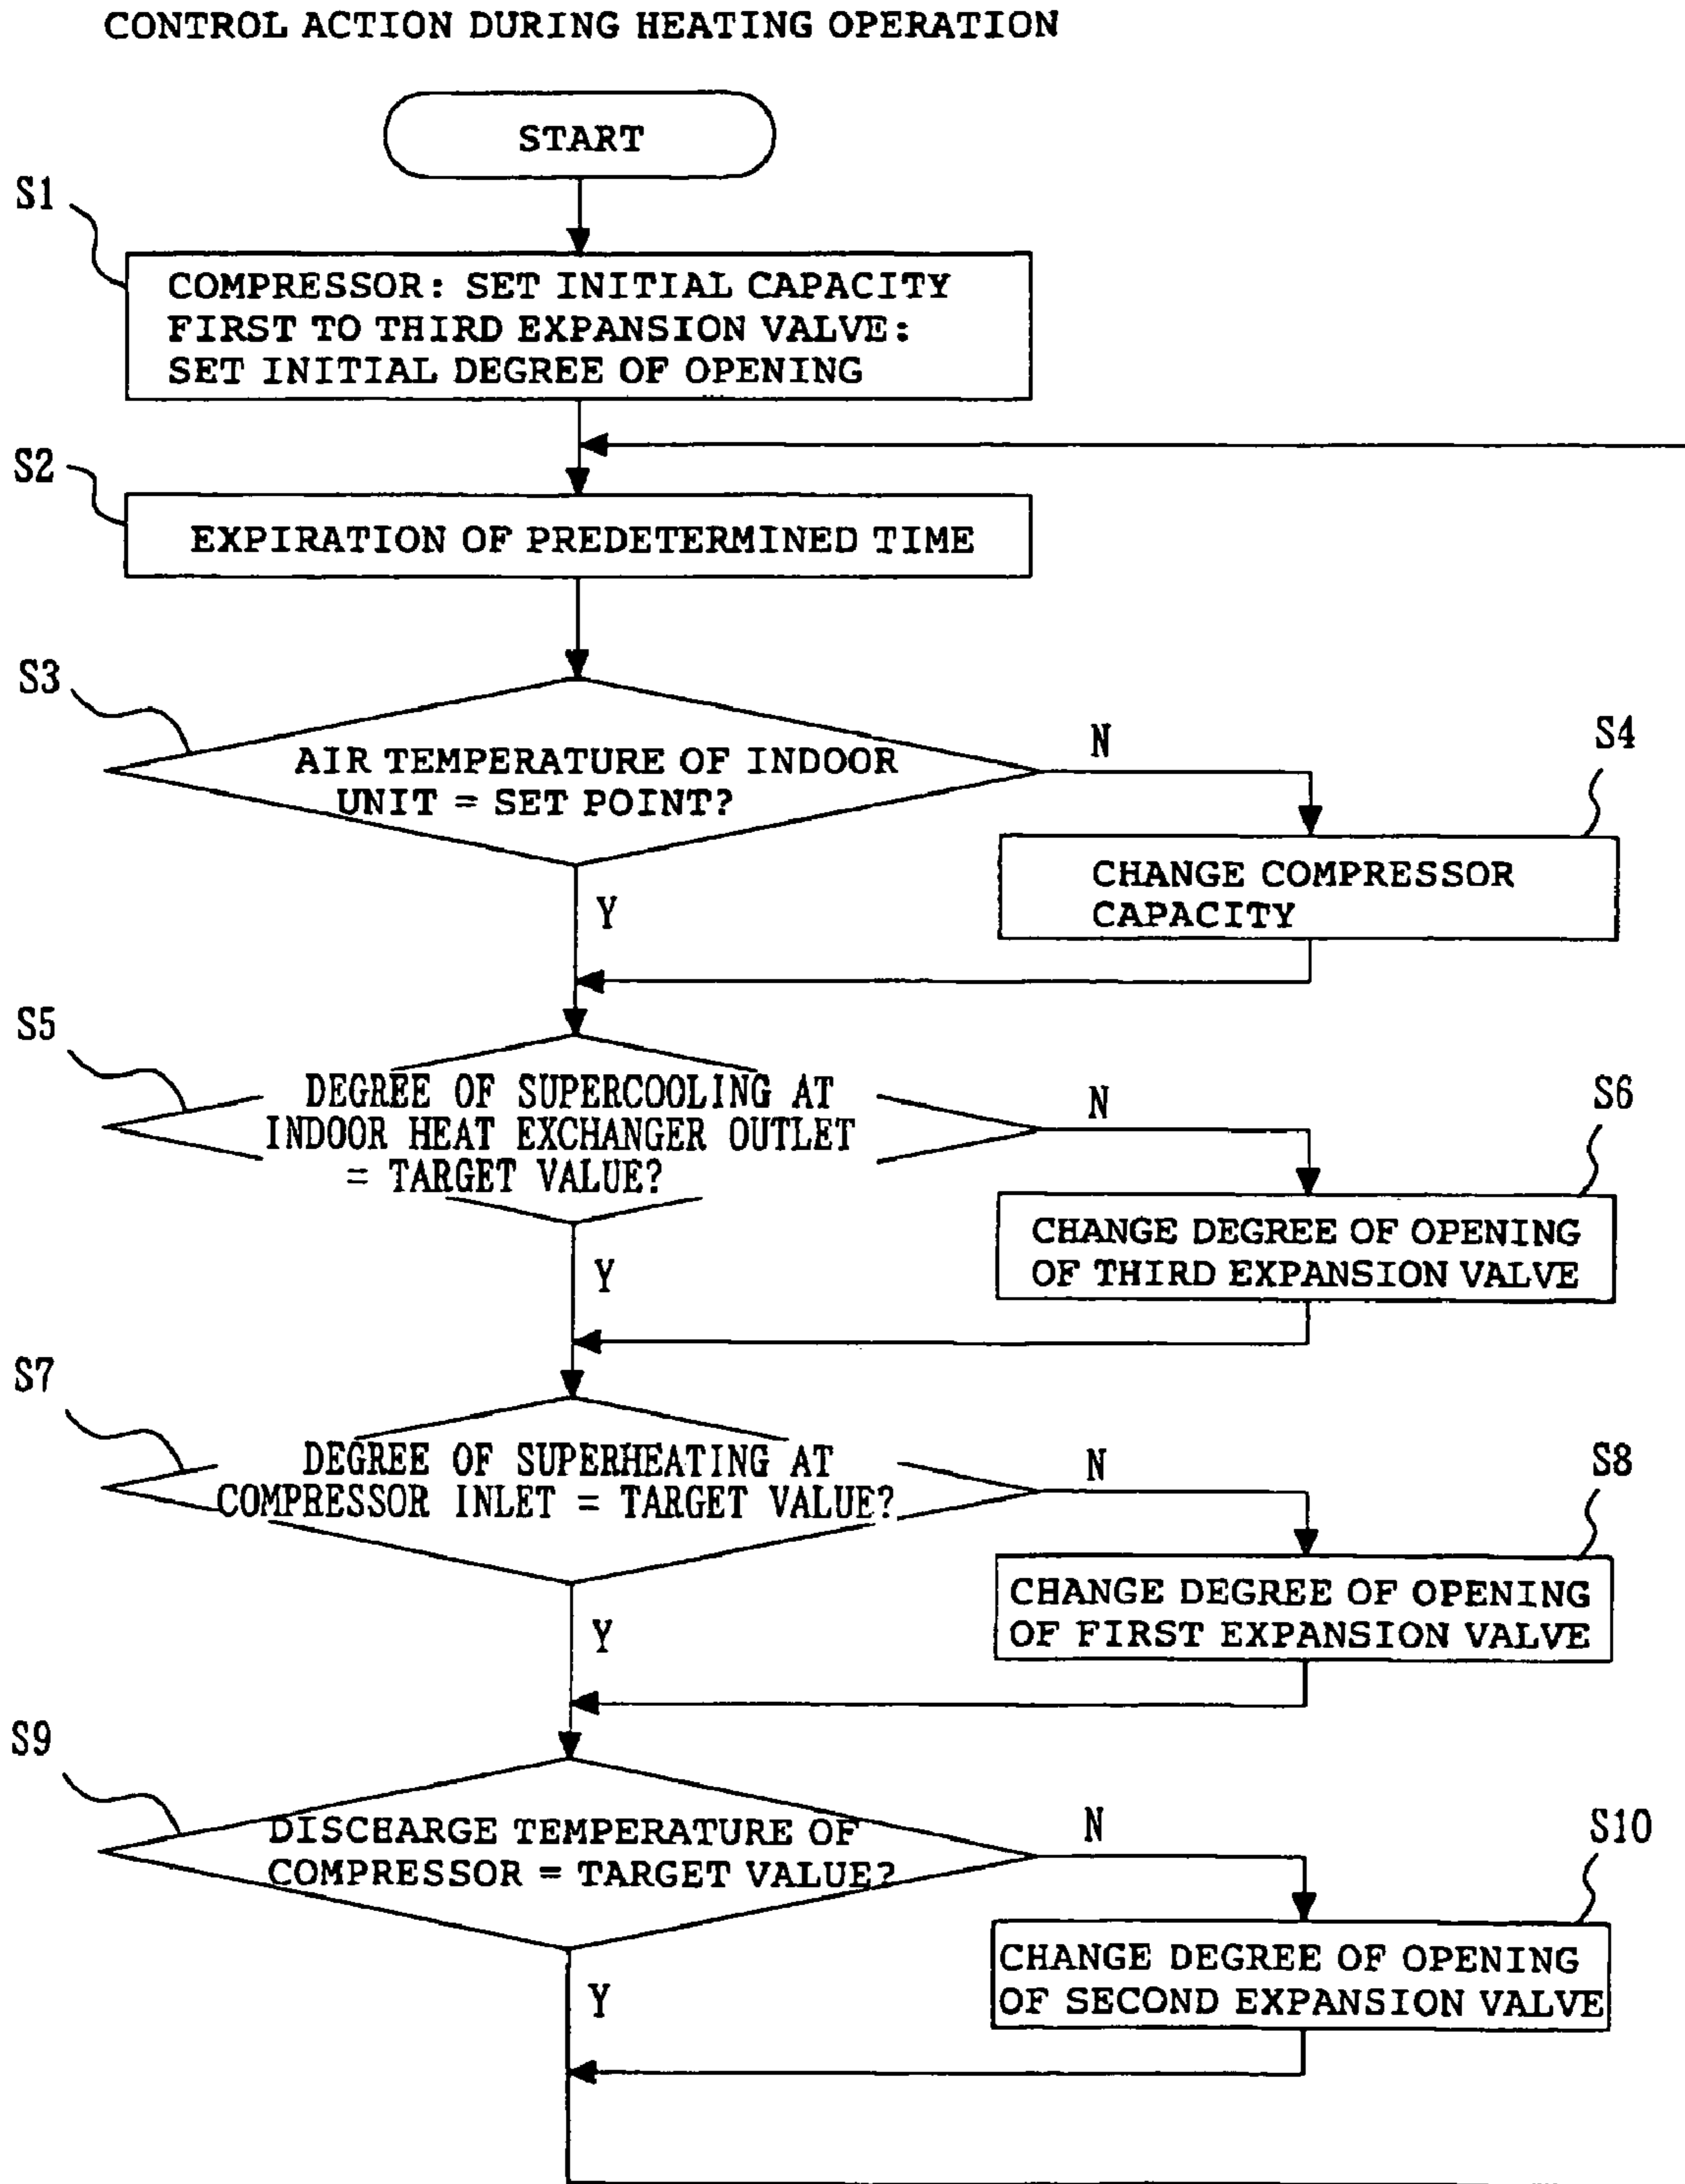 CONTROL ACTION DURING HEATING OPERATION
START
S1
COMPRESSOR: SET INITIAL CAPACITY
FIRST TO THIRD EXPANSION VALVE:
SET INITIAL DEGREE OF OPENING
S2
EXPIRATION OF PREDETERMINED TIME
S3
AIR TEMPERATURE OF INDOOR
UNIT = SET POINT?
N
S4
CHANGE COMPRESSOR
CAPACITY
Y
S5
DEGREE OF SUPERCOOLING AT
INDOOR HEAT EXCHANGER OUTLET
= TARGET VALUE?
N
S6
CHANGE DEGREE OF OPENING
OF THIRD EXPANSION VALVE
Y
S7
DEGREE OF SUPERHEATING AT
COMPRESSOR INLET = TARGET VALUE?
N
S8
CHANGE DEGREE OF OPENING
OF FIRST EXPANSION VALVE
Y
S9
DISCHARGE TEMPERATURE OF
COMPRESSOR = TARGET VALUE?
N
S10
CHANGE DEGREE OF OPENING
OF SECOND EXPANSION VALVE
Y